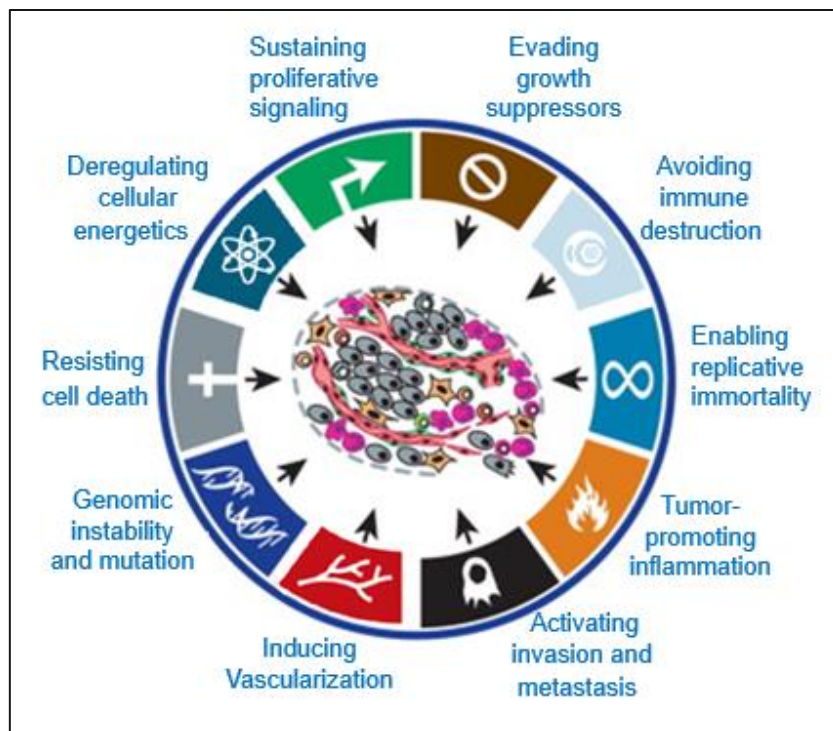 Sustaining
proliferative
signaling
Evading
growth
suppressors
Deregulating
cellular
energetics
Avoiding
immune
destruction
Resisting
cell death
Enabling
replicative
immortality
Genomic
instability
and mutation
Tumor-
promoting
inflammation
Inducing
Vascularization
Activating
invasion and
metastasis